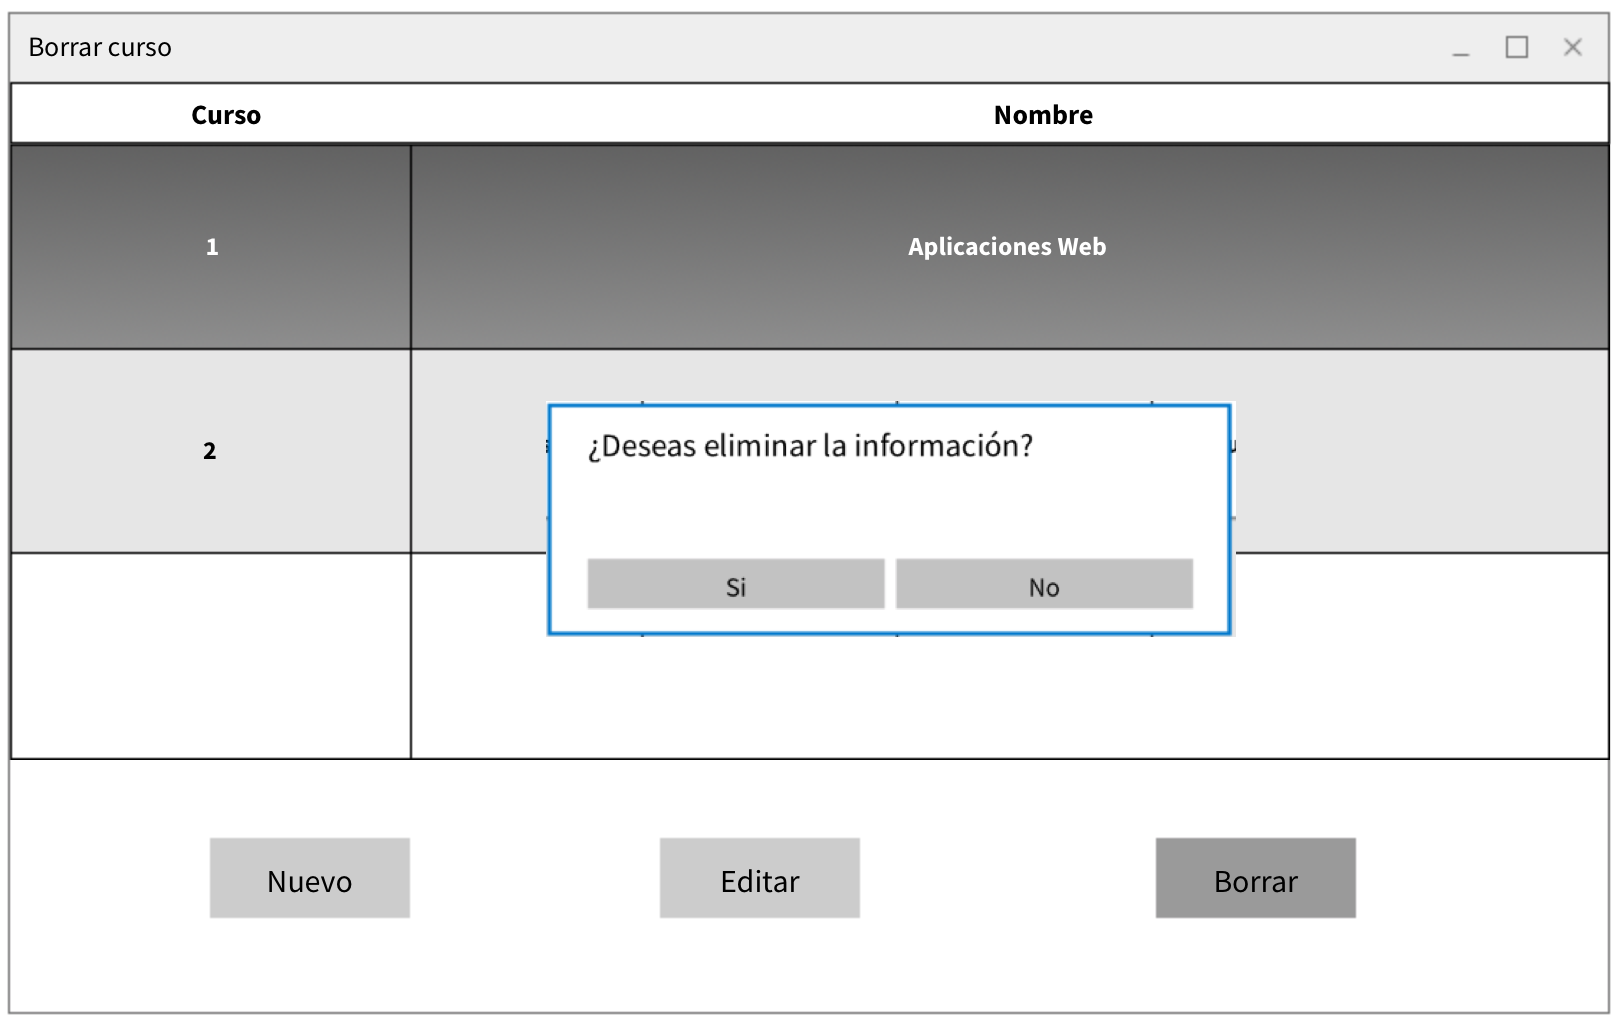 Borrar curso
Curso Nombre
1 Aplicaciones Web
2
¿Deseas eliminar la información?
Si No
Nuevo Editar Borrar